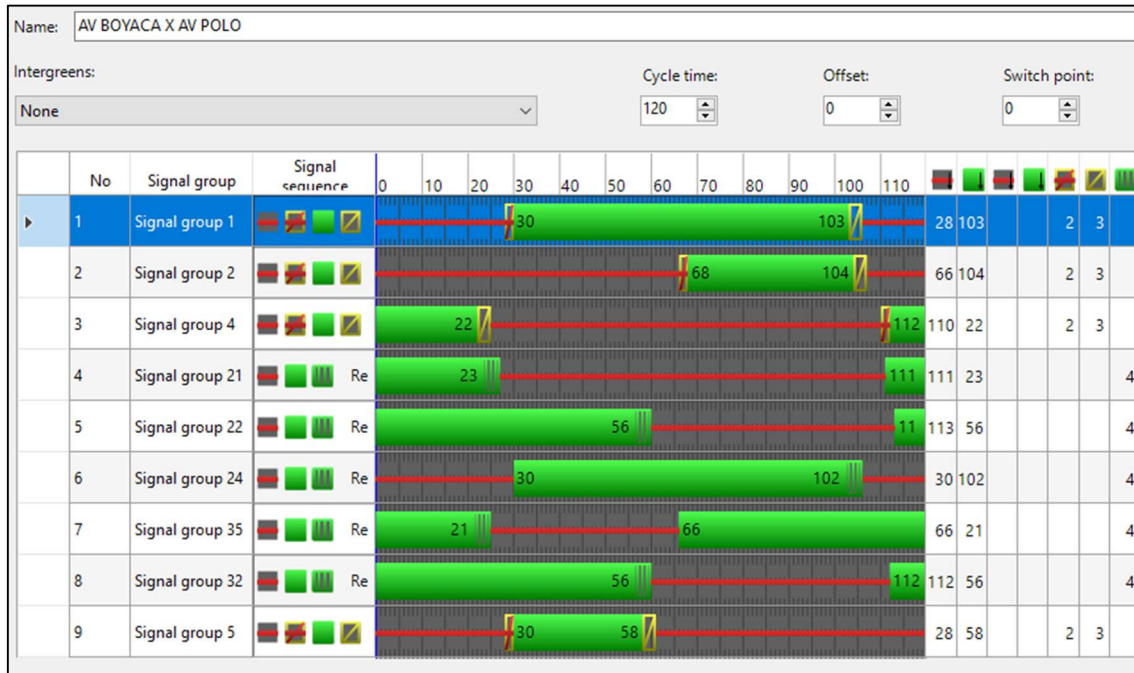 Name: AV BOYACA X AV POLO
Intergreens: Cycle time: Offset: Switch point:
None 120 0 0
No Signal group Signal sequence 0 10 20 30 40 50 60 70 80 90 100 110
1 Signal group 1 30 103 28 103 2 3
2 Signal group 2 68 104 66 104 2 3
3 Signal group 4 22 112 110 22 2 3
4 Signal group 21 Re 23 111 111 23 4
5 Signal group 22 Re 56 11 113 56 4
6 Signal group 24 Re 30 102 30 102 4
7 Signal group 35 Re 21 66 66 21 4
8 Signal group 32 Re 56 112 112 56 4
9 Signal group 5 30 58 28 58 2 3